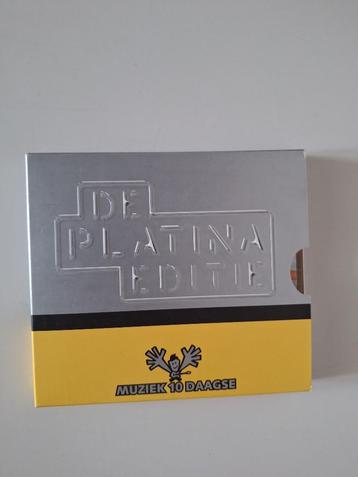 DE
PLATINA
EDITIE
MUZIEK 10 DAAGSE